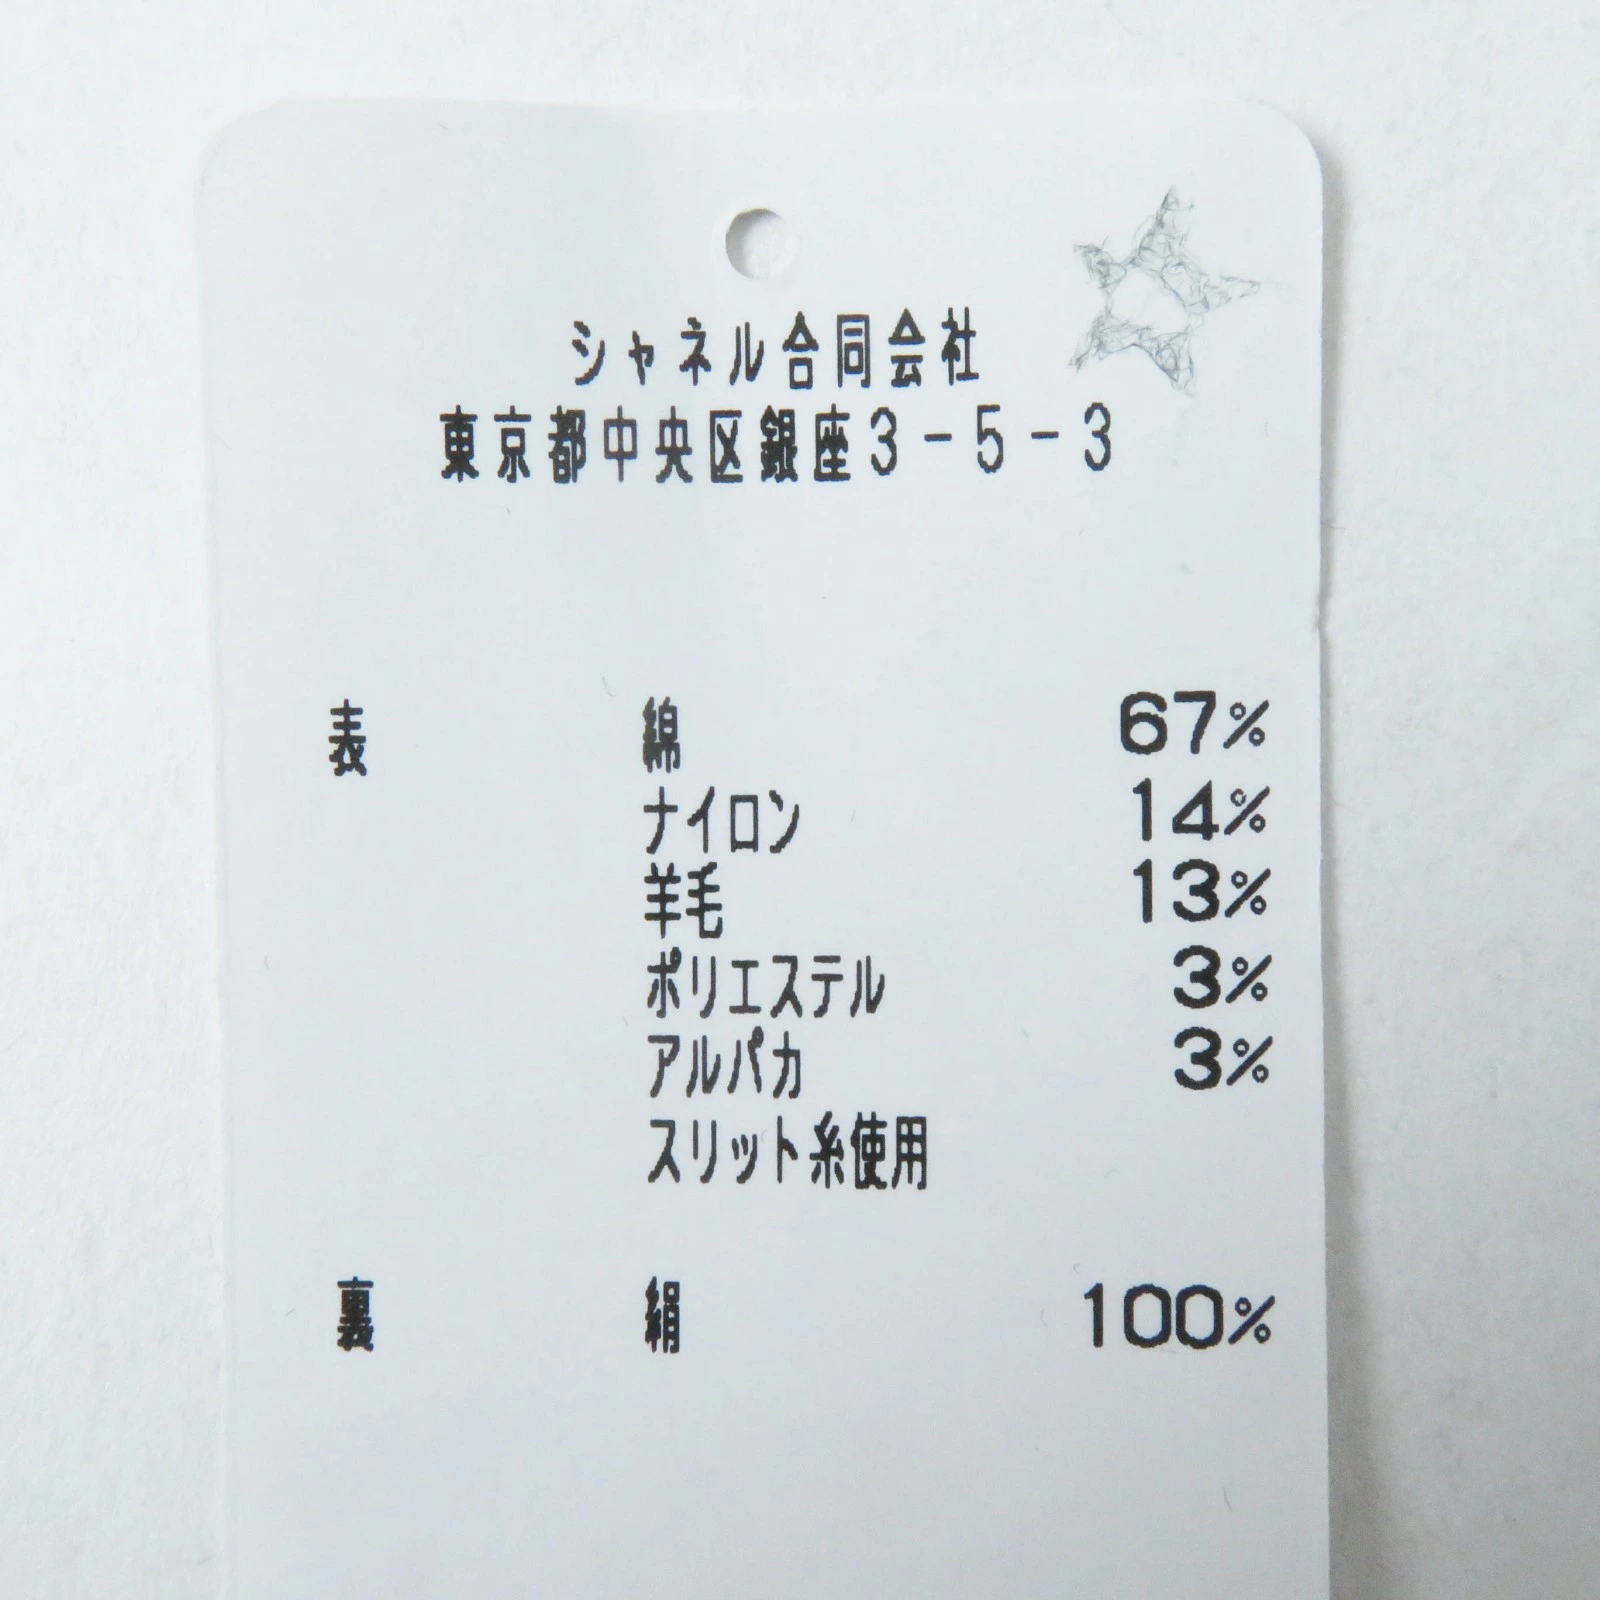 シャネル合同会社
東京都中央区銀座3-5-3
表 綿 67%
ナイロン 14%
羊毛 13%
ポリエステル 3%
アルパカ 3%
スリット糸使用
裏 絹 100%